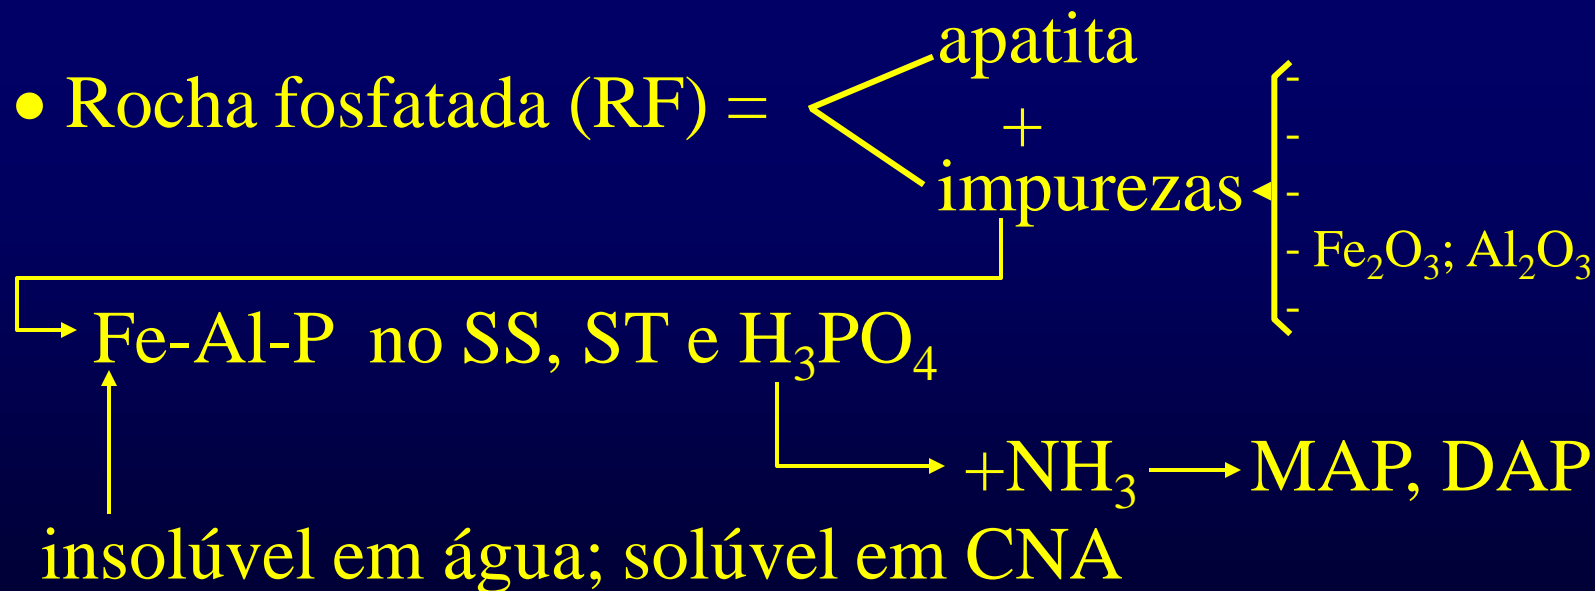 apatita
• Rocha fosfatada (RF) =
+
impurezas
-
-
-
- Fe₂O₃; Al₂O₃
-
Fe-Al-P no SS, ST e H₃PO₄
+NH₃ → MAP, DAP
insolúvel em água; solúvel em CNA